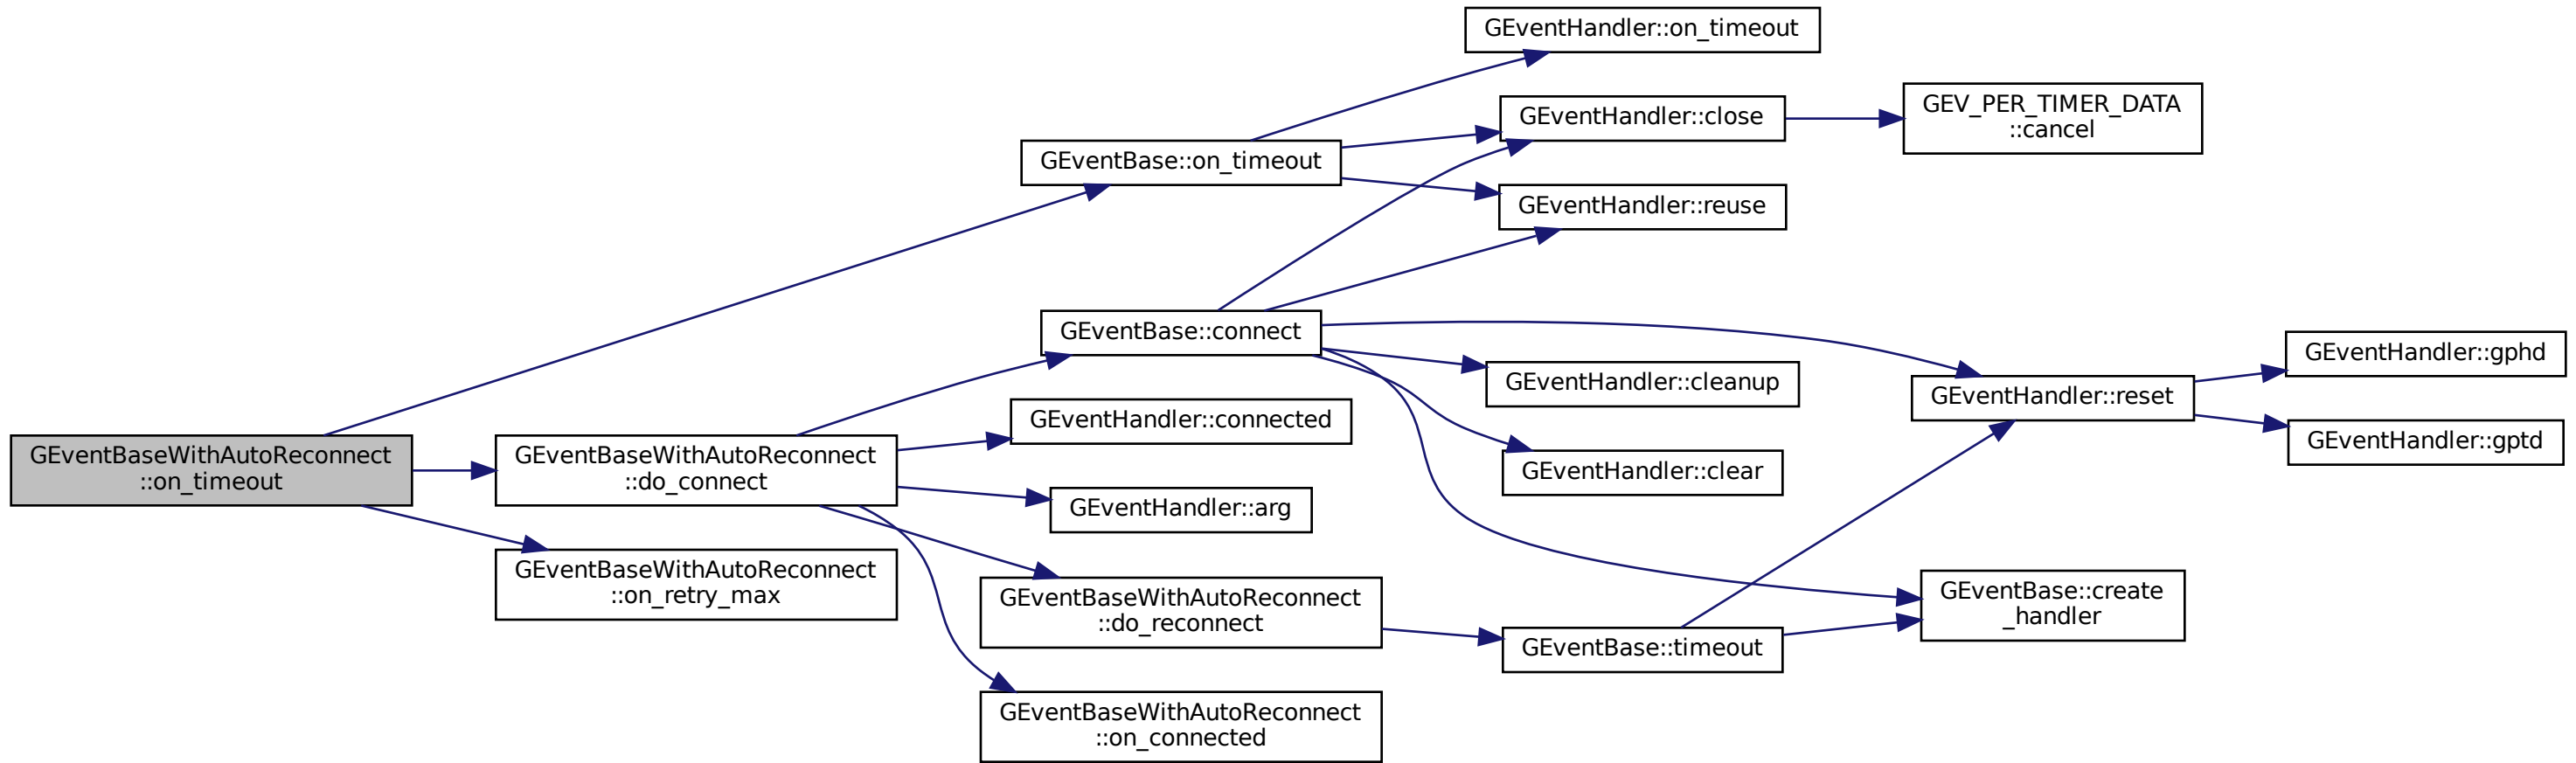 GEventHandler::on_timeout
GEV_PER_TIMER_DATA
::cancel
GEventHandler::close
GEventBase::on_timeout
GEventHandler::reuse
GEventBase::connect
GEventHandler::gphd
GEventHandler::cleanup
GEventHandler::reset
GEventHandler::connected
GEventHandler::gptd
GEventBaseWithAutoReconnect
::on_timeout
GEventBaseWithAutoReconnect
::do_connect
GEventHandler::clear
GEventHandler::arg
GEventBaseWithAutoReconnect
::on_retry_max
GEventBaseWithAutoReconnect
::do_reconnect
GEventBase::create
_handler
GEventBase::timeout
GEventBaseWithAutoReconnect
::on_connected